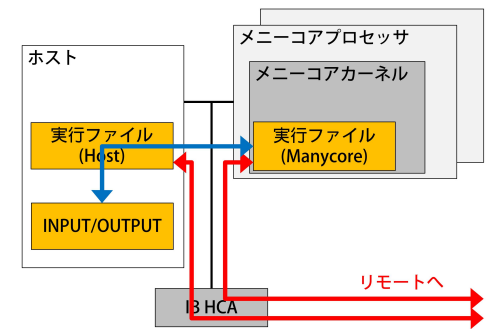 ホスト
実行ファイル
(Host)
INPUT/OUTPUT
メニーコアプロセッサ
メニーコアカーネル
実行ファイル
(Manycore)
リモートへ
IB HCA